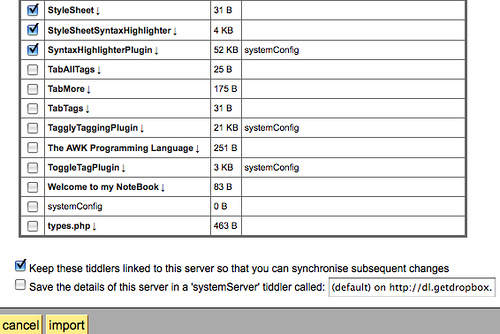 StyleSheet ↓ 31 B
StyleSheetSyntaxHighlighter ↓ 4 KB
SyntaxHighlighterPlugin ↓ 52 KB systemConfig
TabAllTags ↓ 25 B
TabMore ↓ 175 B
TabTags ↓ 31 B
TagglyTaggingPlugin ↓ 21 KB systemConfig
The AWK Programming Language ↓ 251 B
ToggleTagPlugin ↓ 3 KB systemConfig
Welcome to my NoteBook ↓ 83 B
systemConfig 0 B
types.php ↓ 463 B
Keep these tiddlers linked to this server so that you can synchronise subsequent changes
Save the details of this server in a 'systemServer' tiddler called: (default) on http://dl.getdropbox.
cancel import